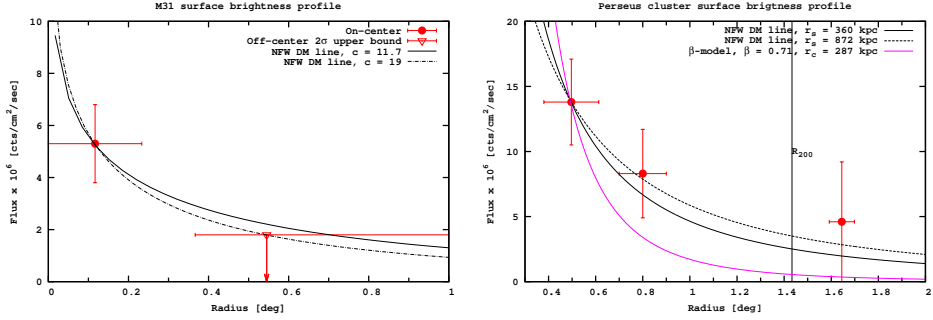 M31 surface brightness profile
On-center
Off-center 2σ upper bound
NFW DM line, c = 11.7
NFW DM line, c = 19
Flux × 10⁶ [cts/cm²/sec]
10
8
6
4
2
0
0 0.2 0.4 0.6 0.8 1
Radius [deg]
Perseus cluster surface brigtness profile
NFW DM line, rₛ = 360 kpc
NFW DM line, rₛ = 872 kpc
β-model, β = 0.71, r_c = 287 kpc
R₂₀₀
Flux × 10⁶ [cts/cm²/sec]
20
15
10
5
0
0.4 0.6 0.8 1 1.2 1.4 1.6 1.8 2
Radius [deg]